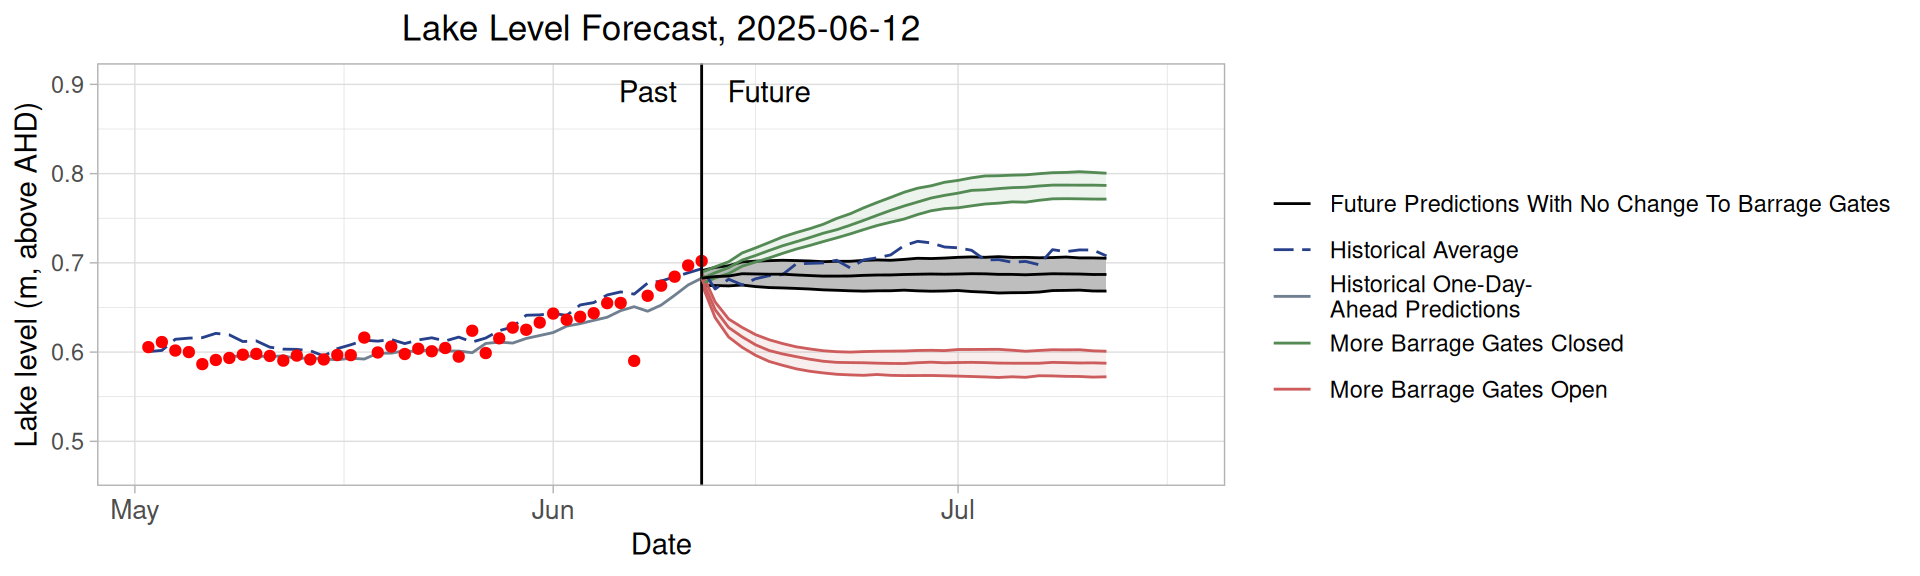 Lake Level Forecast, 2025-06-12
Past
Future
Lake level (m, above AHD)
0.9
0.8
0.7
0.6
0.5
May
Jun
Jul
Date
Future Predictions With No Change To Barrage Gates
Historical Average
Historical One-Day-
Ahead Predictions
More Barrage Gates Closed
More Barrage Gates Open